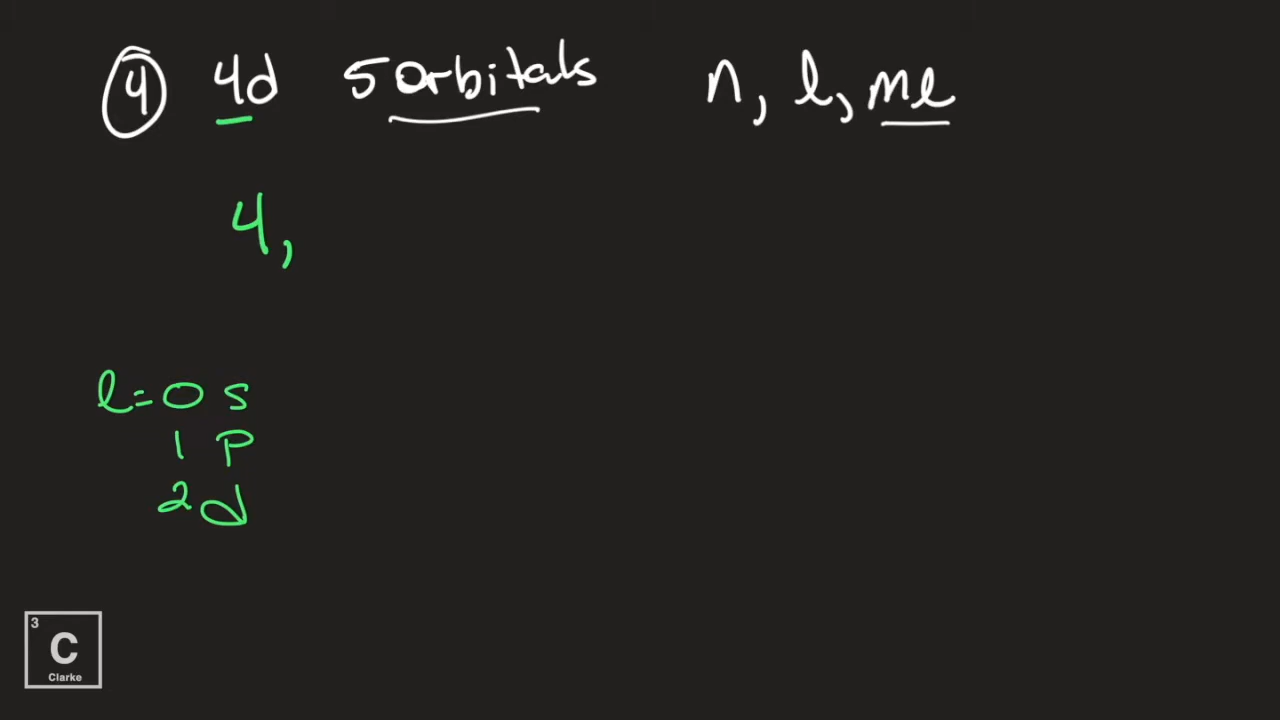 ④ 4d 5 orbitals n, l, ml
4,
l=0 s
1 p
2 d
3
C
Clarke